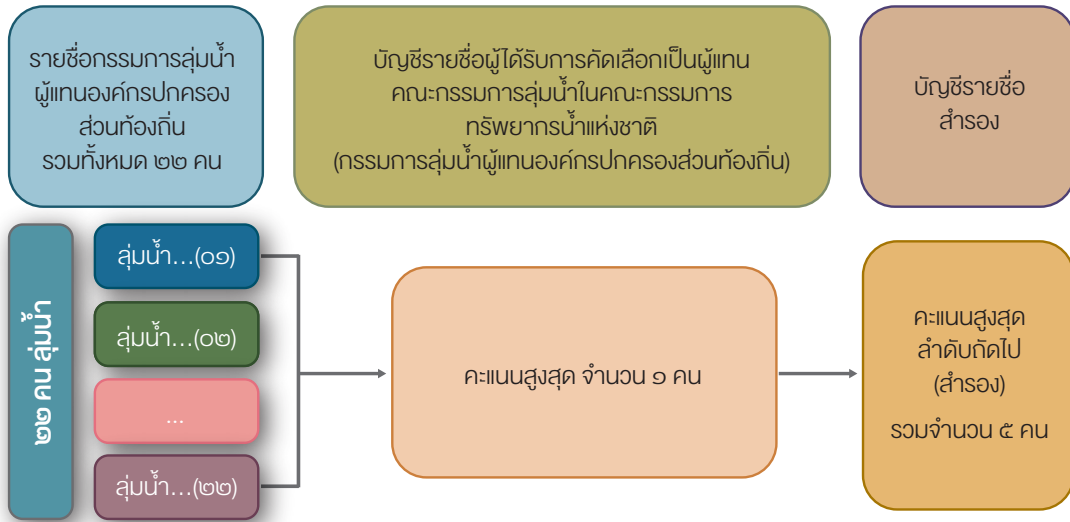 รายชื่อกรรมการลุ่มน้ำ
ผู้แทนองค์กรปกครอง
ส่วนท้องถิ่น
รวมทั้งหมด ๒๒ คน
บัญชีรายชื่อผู้ได้รับการคัดเลือกเป็นผู้แทน
คณะกรรมการลุ่มน้ำในคณะกรรมการ
ทรัพยากรน้ำแห่งชาติ
(กรรมการลุ่มน้ำผู้แทนองค์กรปกครองส่วนท้องถิ่น)
บัญชีรายชื่อ
สำรอง
๒๒ คน ลุ่มน้ำ
ลุ่มน้ำ...(๐๑)
ลุ่มน้ำ...(๐๒)
...
ลุ่มน้ำ...(๒๒)
คะแนนสูงสุด จำนวน ๑ คน
คะแนนสูงสุด
ลำดับถัดไป
(สำรอง)
รวมจำนวน ๕ คน